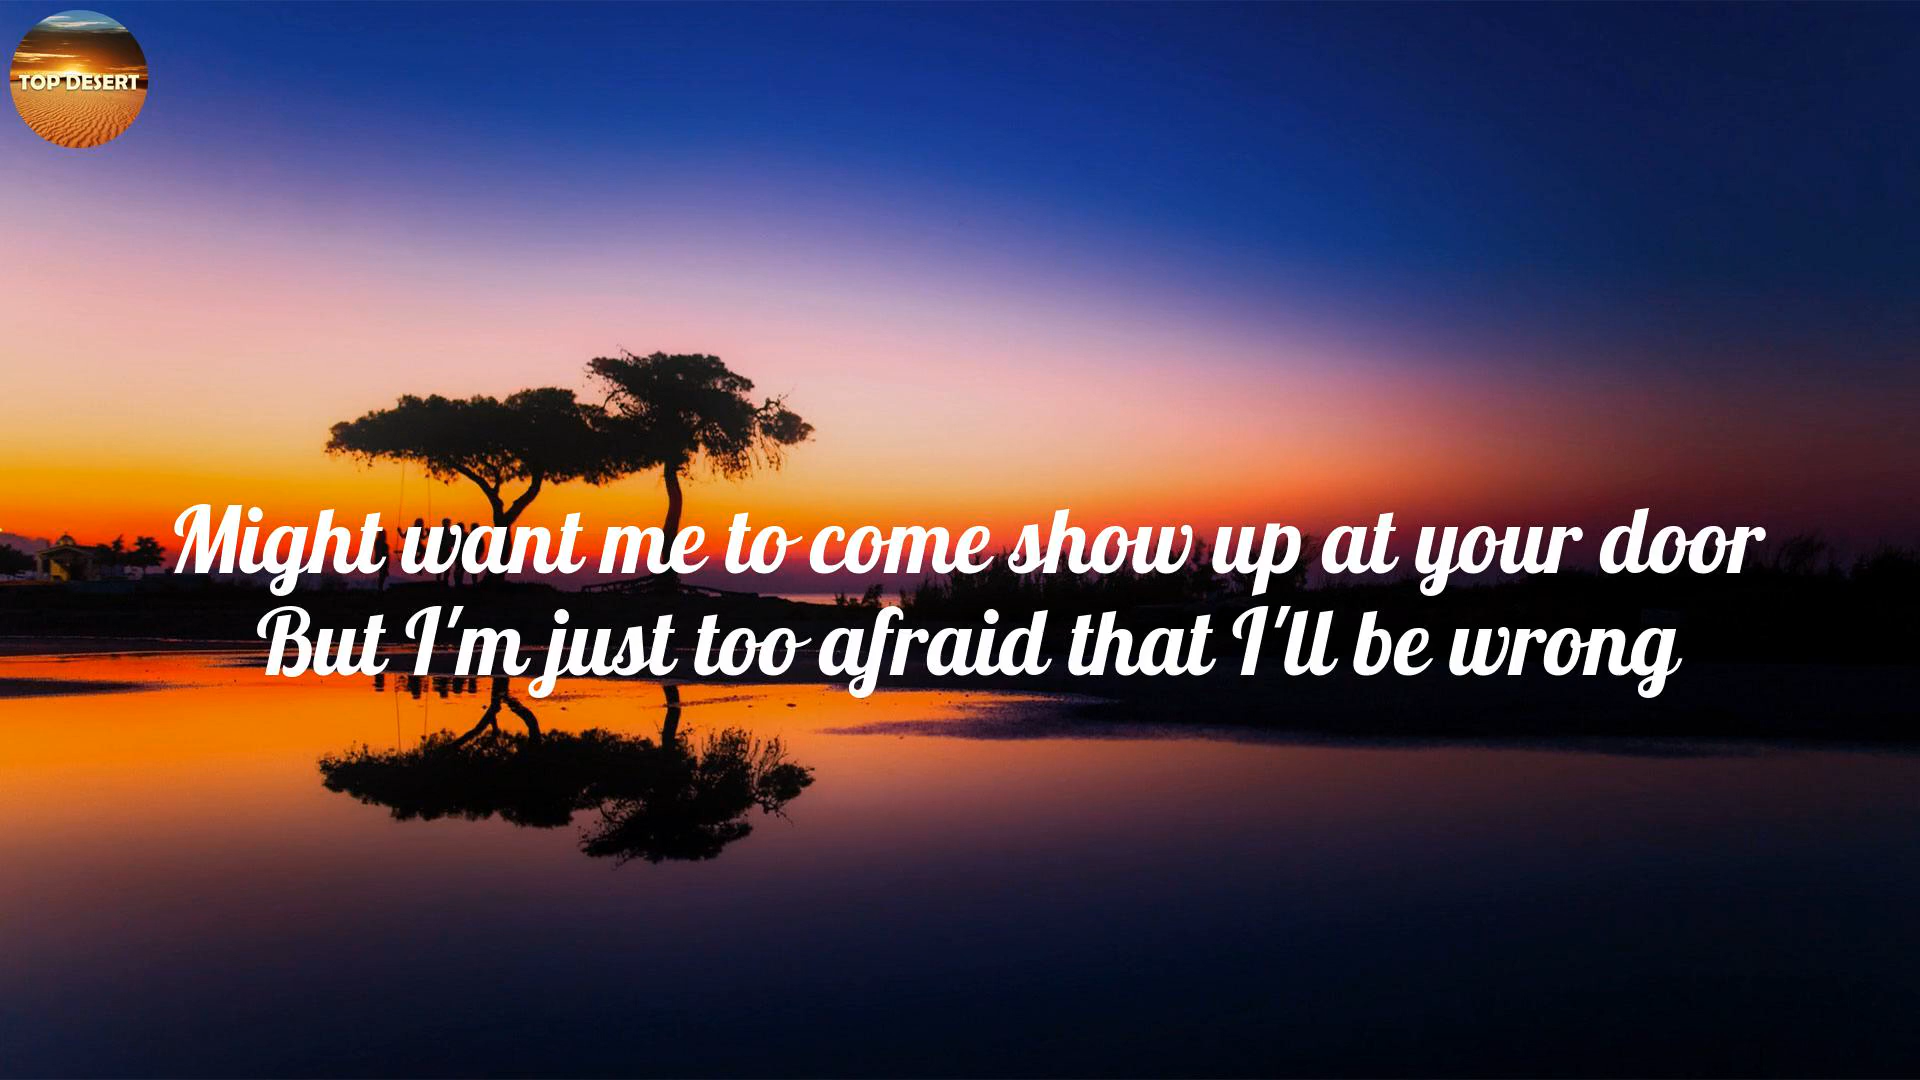 TOP DESERT
Might want me to come show up at your door
But I'm just too afraid that I'll be wrong